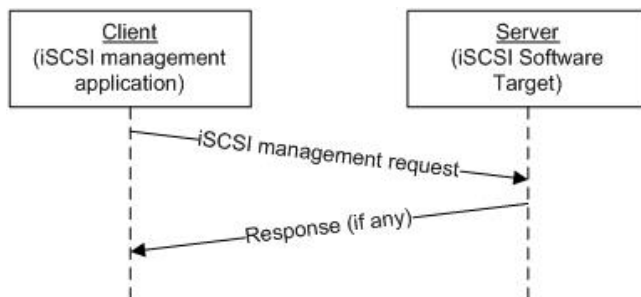 Client
(iSCSI management
application)
Server
(iSCSI Software
Target)
iSCSI management request
Response (if any)